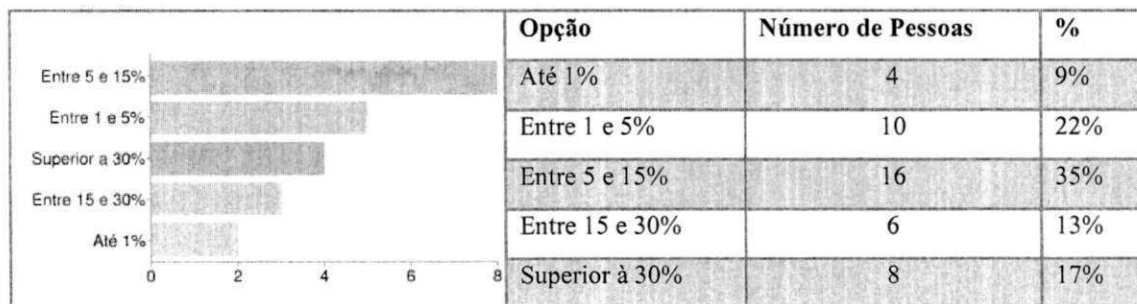 Entre 5 e 15%
Entre 1 e 5%
Superior a 30%
Entre 15 e 30%
Até 1%
0 2 4 6 8
Opção Número de Pessoas %
Até 1% 4 9%
Entre 1 e 5% 10 22%
Entre 5 e 15% 16 35%
Entre 15 e 30% 6 13%
Superior à 30% 8 17%